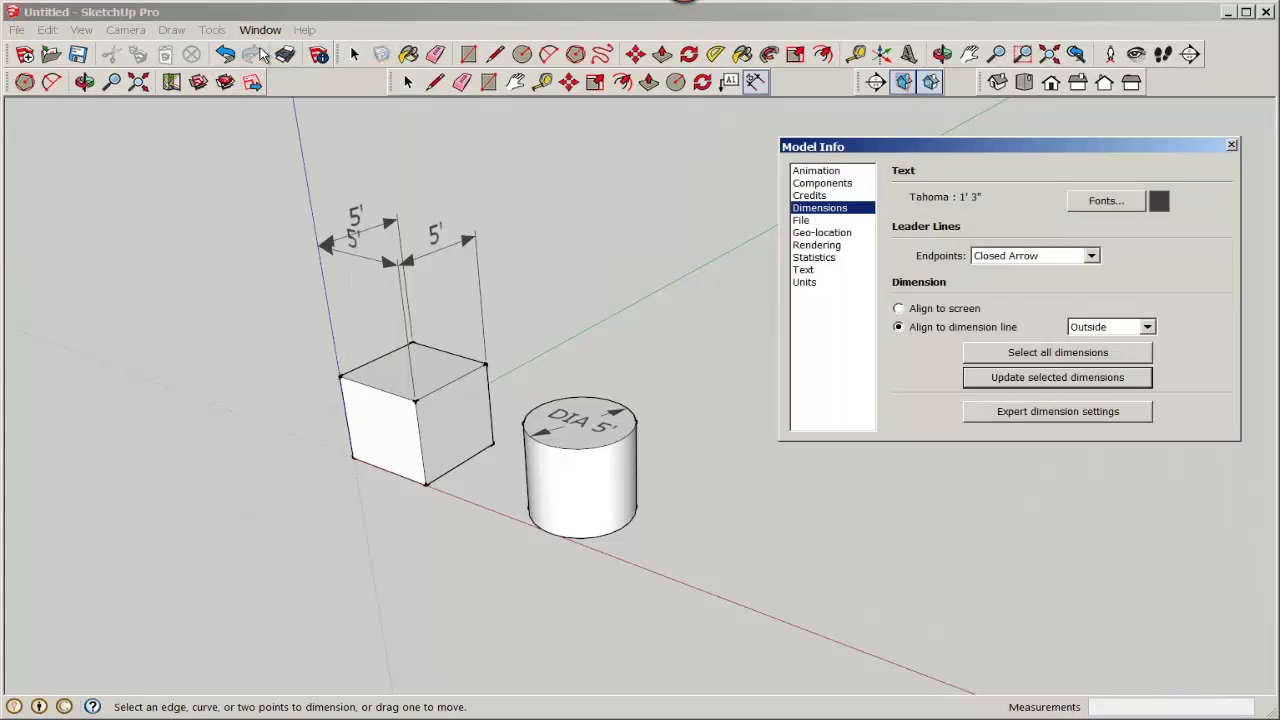 Untitled - SketchUp Pro
File Edit View Camera Draw Tools Window Help
A1
Model Info
Animation
Components
Credits
Dimensions
File
Geo-location
Rendering
Statistics
Text
Units
Text
Tahoma : 1' 3"
Fonts...
Leader Lines
Endpoints: Closed Arrow
Dimension
Align to screen
Align to dimension line Outside
Select all dimensions
Update selected dimensions
Expert dimension settings
5'
5'
5'
DIA 5'
Select an edge, curve, or two points to dimension, or drag one to move.
Measurements